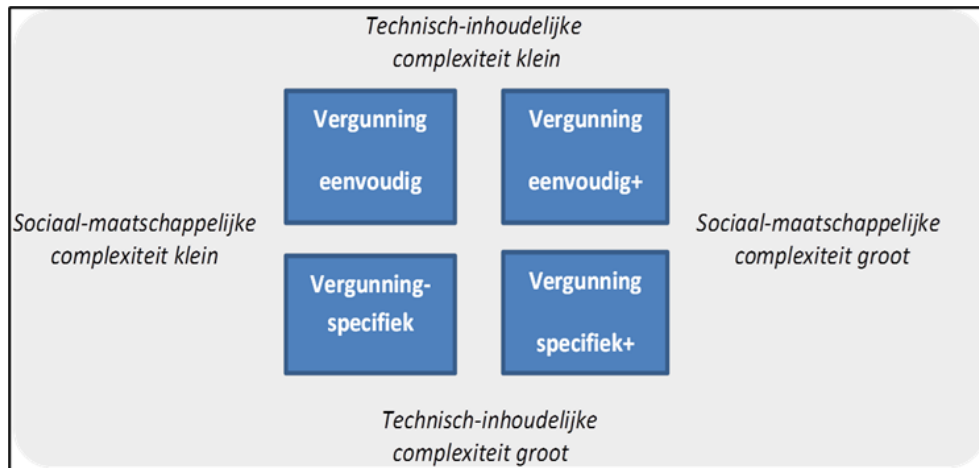 Technisch-inhoudelijke
complexiteit klein
Vergunning
eenvoudig
Vergunning
eenvoudig+
Sociaal-maatschappelijke
complexiteit klein
Sociaal-maatschappelijke
complexiteit groot
Vergunning-
specifiek
Vergunning
specifiek+
Technisch-inhoudelijke
complexiteit groot